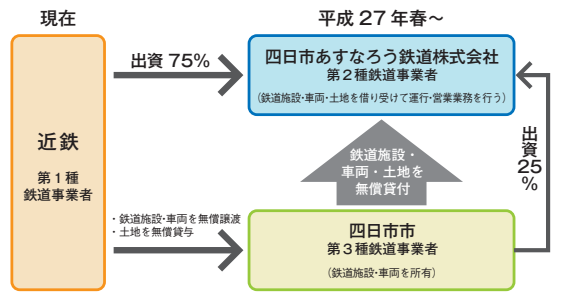 現在
平成27年春～
近鉄
第1種
鉄道事業者
出資 75%
四日市あすなろう鉄道株式会社
第2種鉄道事業者
（鉄道施設・車両・土地を借り受けて運行・営業業務を行う）
鉄道施設・
車両・土地を
無償貸付
出資
25
%
・鉄道施設・車両を無償譲渡
・土地を無償貸与
四日市市
第3種鉄道事業者
（鉄道施設・車両を所有）